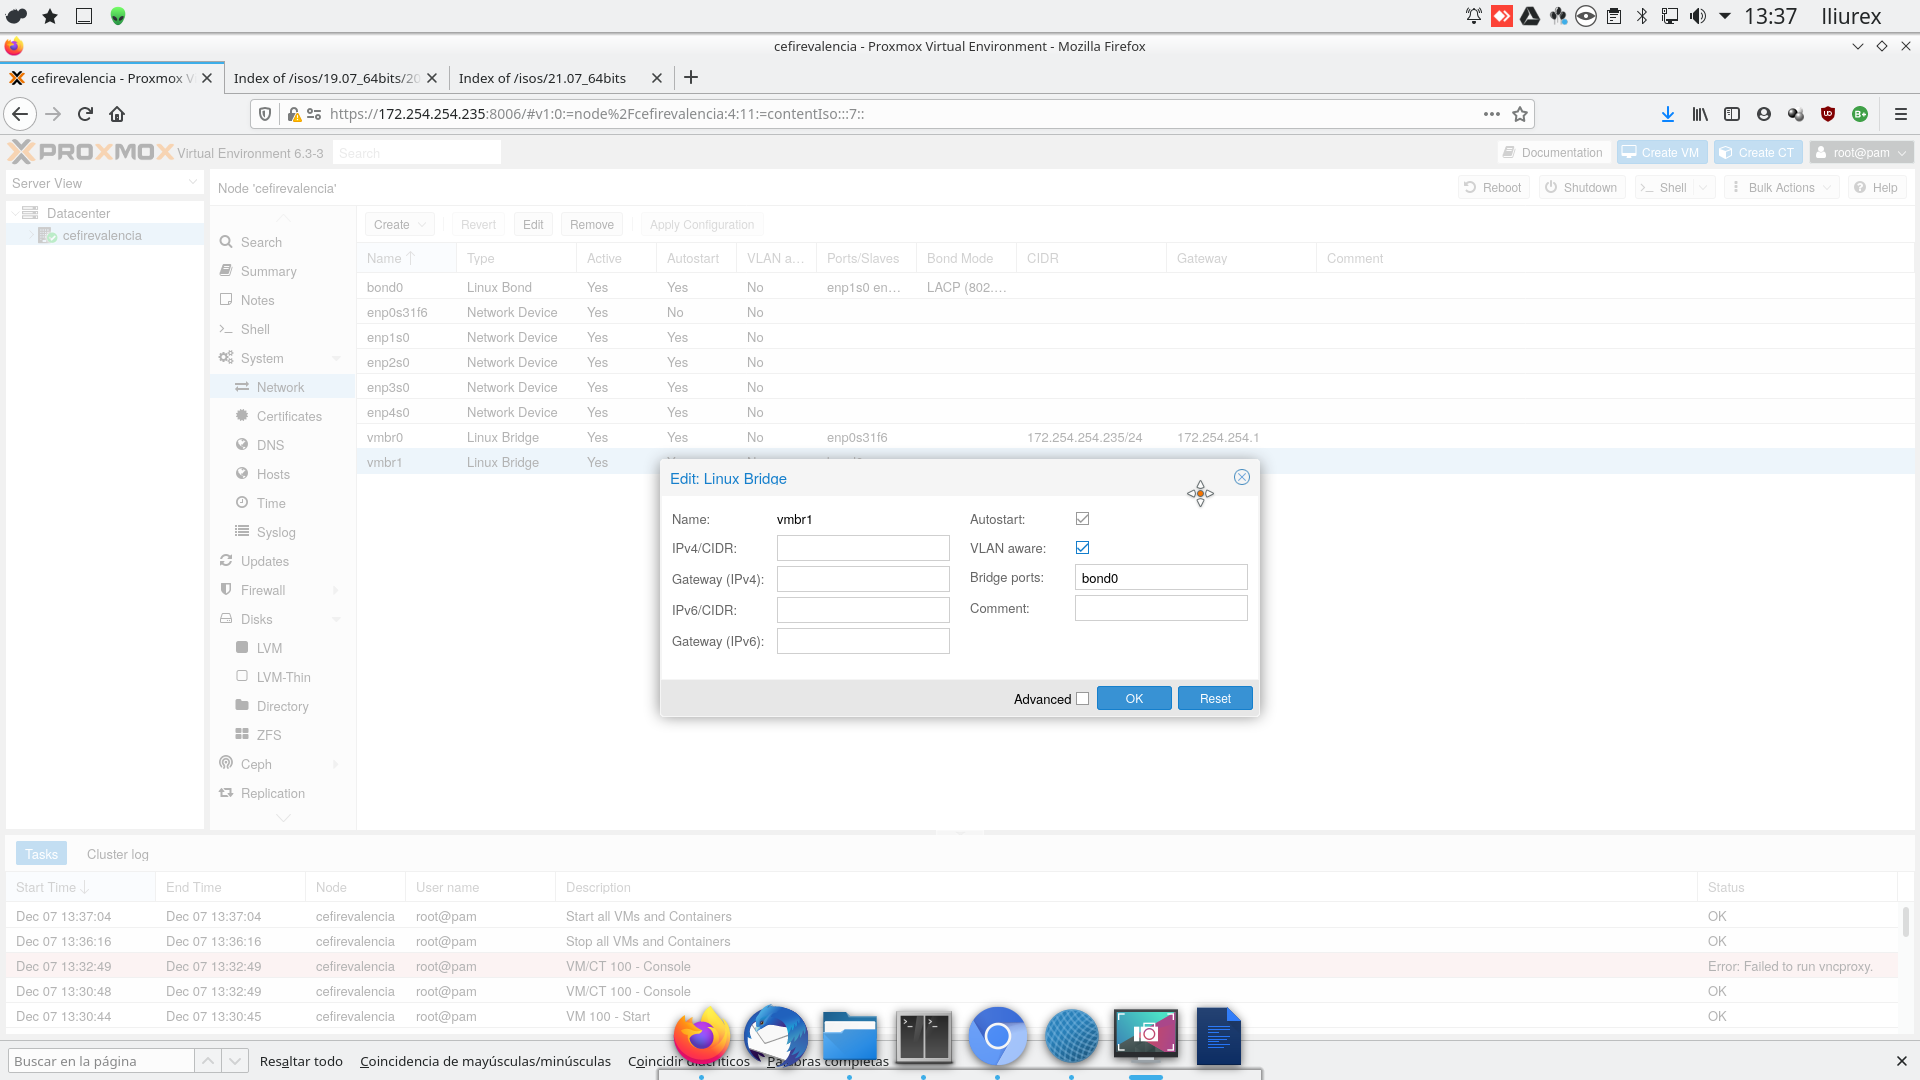 13:37 lliurex
cefirevalencia - Proxmox Virtual Environment - Mozilla Firefox
cefirevalencia - Proxmox V Index of /isos/19.07_64bits/20 Index of /isos/21.07_64bits
https://172.254.254.235:8006/#v1:0:=node%2Fcefirevalencia:4:11:=contentIso:::7::
PROXMOX Virtual Environment 6.3-3 Search Documentation Create VM Create CT root@pam
Server View
Node 'cefirevalencia' Reboot Shutdown Shell Bulk Actions Help
Datacenter
cefirevalencia
Search
Summary
Notes
Shell
System
Network
Certificates
DNS
Hosts
Time
Syslog
Updates
Firewall
Disks
LVM
LVM-Thin
Directory
ZFS
Ceph
Replication
Create Revert Edit Remove Apply Configuration
Name Type Active Autostart VLAN a... Ports/Slaves Bond Mode CIDR Gateway Comment
bond0 Linux Bond Yes Yes No enp1s0 en... LACP (802....
enp0s31f6 Network Device Yes No No
enp1s0 Network Device Yes Yes No
enp2s0 Network Device Yes Yes No
enp3s0 Network Device Yes Yes No
enp4s0 Network Device Yes Yes No
vmbr0 Linux Bridge Yes Yes No enp0s31f6 172.254.254.235/24 172.254.254.1
vmbr1 Linux Bridge Yes
Edit: Linux Bridge
Name: vmbr1
IPv4/CIDR:
Gateway (IPv4):
IPv6/CIDR:
Gateway (IPv6):
Autostart:
VLAN aware:
Bridge ports: bond0
Comment:
Advanced OK Reset
Tasks Cluster log
Start Time End Time Node User name Description Status
Dec 07 13:37:04 Dec 07 13:37:04 cefirevalencia root@pam Start all VMs and Containers OK
Dec 07 13:36:16 Dec 07 13:36:16 cefirevalencia root@pam Stop all VMs and Containers OK
Dec 07 13:32:49 Dec 07 13:32:49 cefirevalencia root@pam VM/CT 100 - Console Error: Failed to run vncproxy.
Dec 07 13:30:48 Dec 07 13:32:49 cefirevalencia root@pam VM/CT 100 - Console OK
Dec 07 13:30:44 Dec 07 13:30:45 cefirevalencia root@pam VM 100 - Start OK
Buscar en la página Resaltar todo Coincidencia de mayúsculas/minúsculas Coincidir diacríticos Palabras completas